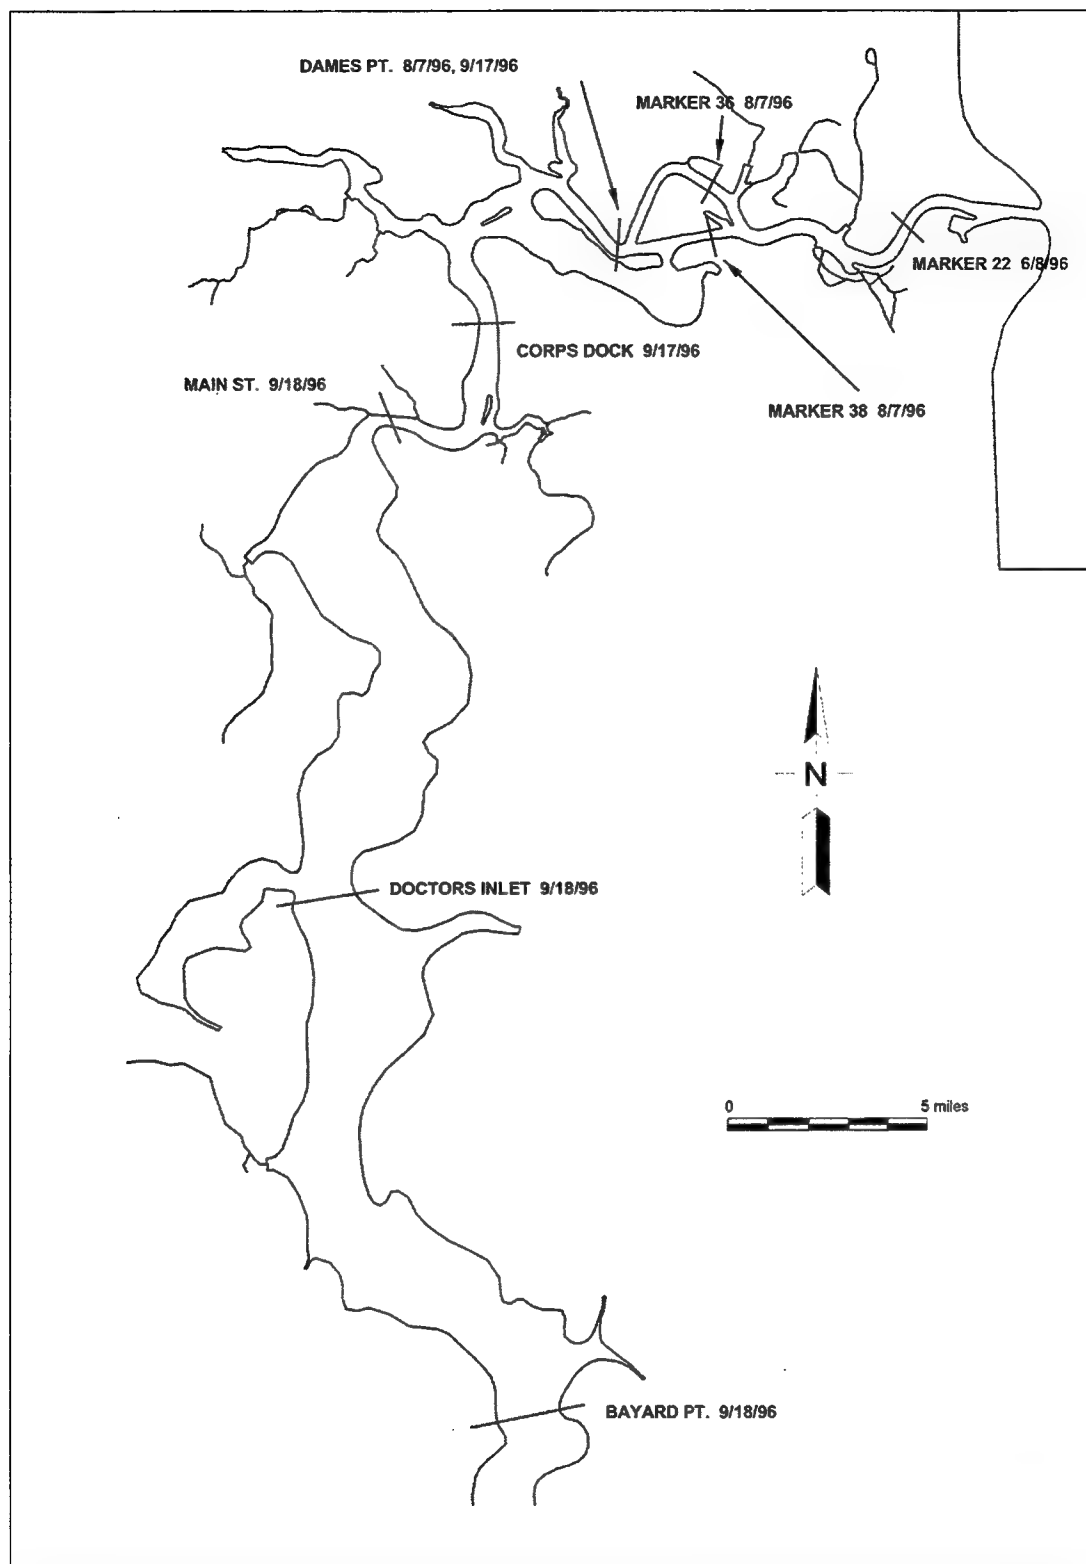 DAMES PT. 8/7/96, 9/17/96
MARKER 36 8/7/96
MARKER 22 6/8/96
CORPS DOCK 9/17/96
MAIN ST. 9/18/96
MARKER 38 8/7/96
N
DOCTORS INLET 9/18/96
0 5 miles
BAYARD PT. 9/18/96